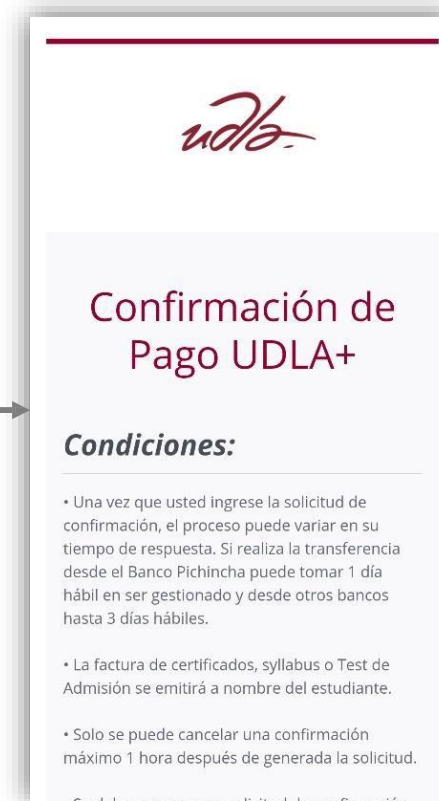 udla.
Confirmación de
Pago UDLA+
Condiciones:
• Una vez que usted ingrese la solicitud de
confirmación, el proceso puede variar en su
tiempo de respuesta. Si realiza la transferencia
desde el Banco Pichincha puede tomar 1 día
hábil en ser gestionado y desde otros bancos
hasta 3 días hábiles.
• La factura de certificados, syllabus o Test de
Admisión se emitirá a nombre del estudiante.
• Solo se puede cancelar una confirmación
máximo 1 hora después de generada la solicitud.